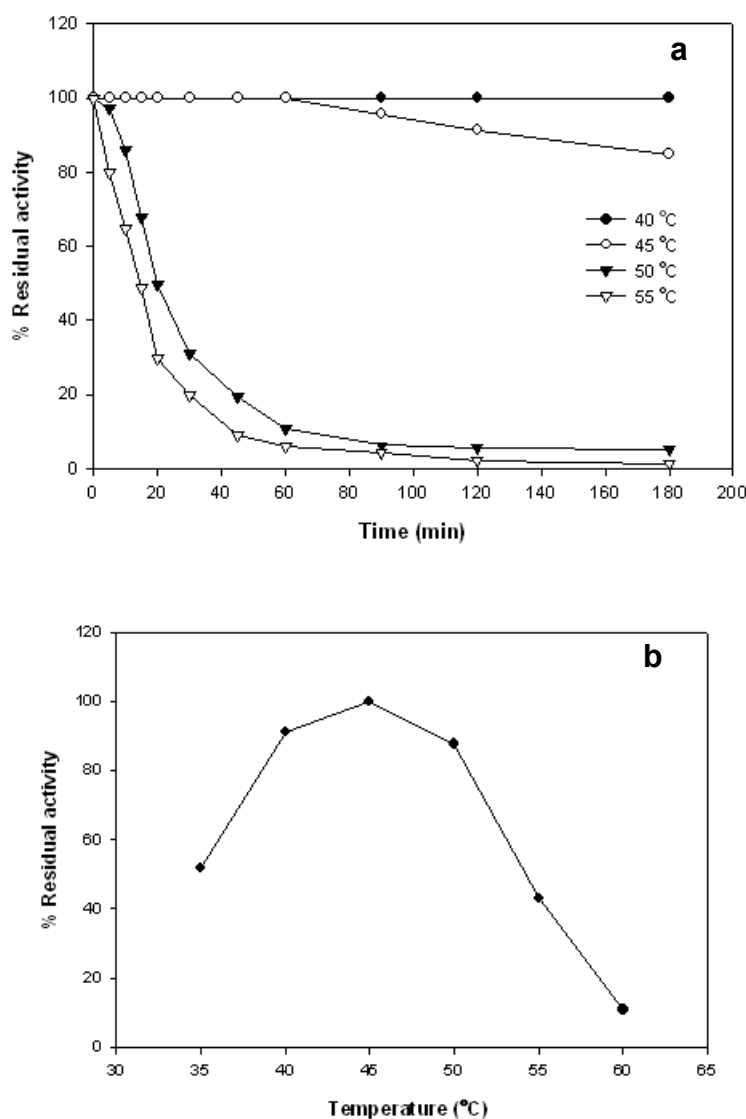 120
a
100
80
60
40
20
0
% Residual activity
40 °C
45 °C
50 °C
55 °C
0 20 40 60 80 100 120 140 160 180 200
Time (min)
120
b
100
80
60
40
20
0
% Residual activity
30 35 40 45 50 55 60 65
Temperature (°C)